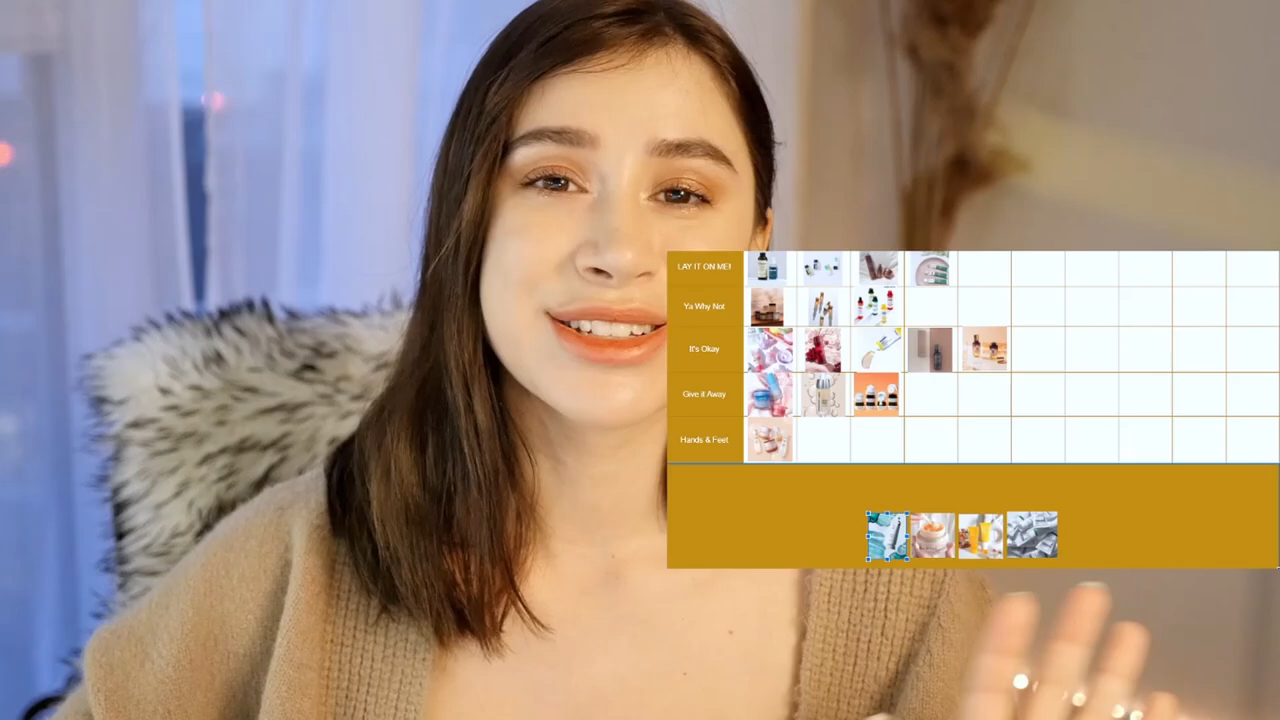 LAY IT ON ME!
Ya Why Not
It's Okay
Give it Away
Hands & Feet